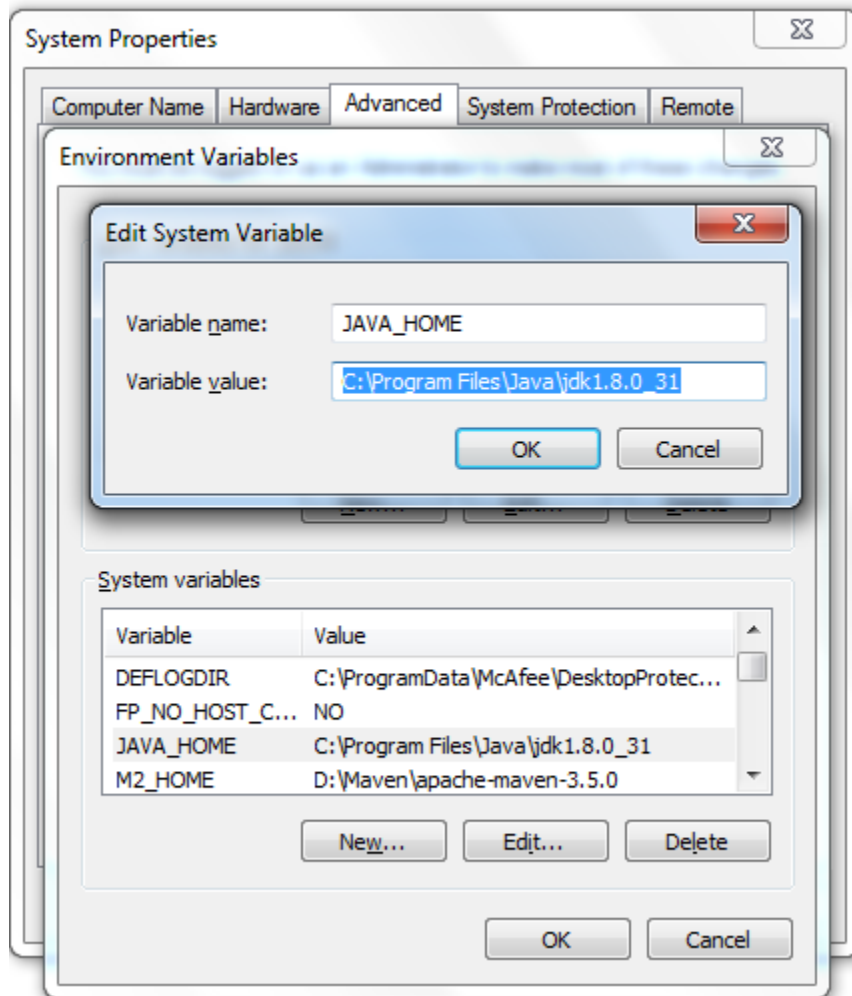 System Properties
Computer Name Hardware Advanced System Protection Remote
Environment Variables
Edit System Variable
Variable name: JAVA_HOME
Variable value: C:\Program Files\Java\jdk1.8.0_31
OK Cancel
System variables
Variable Value
DEFLOGDIR C:\ProgramData\McAfee\DesktopProtec...
FP_NO_HOST_C... NO
JAVA_HOME C:\Program Files\Java\jdk1.8.0_31
M2_HOME D:\Maven\apache-maven-3.5.0
New... Edit... Delete
OK Cancel